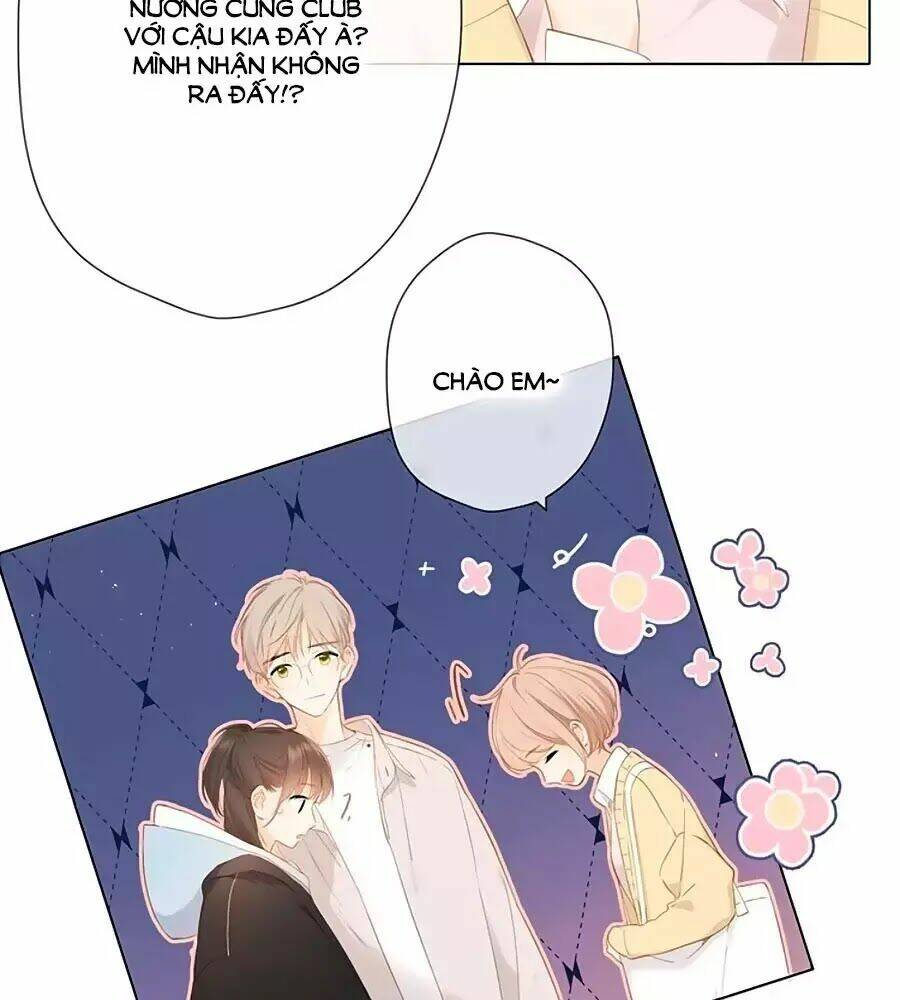 NƯƠNG CÙNG CLUB
VỚI CẬU KIA ĐẤY À?
MÌNH NHẬN KHÔNG
RA ĐẤY!?
CHÀO EM~